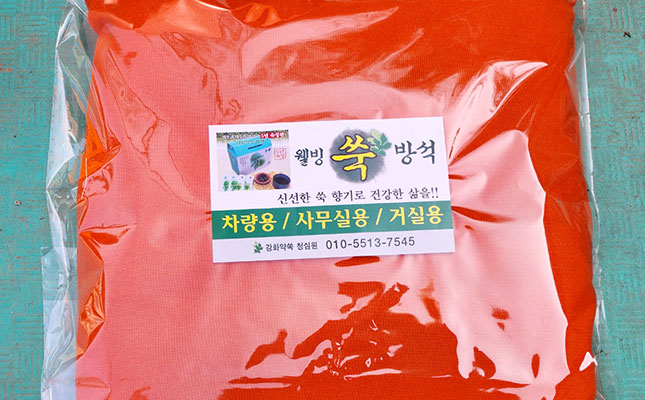 웰빙 쑥 방석
신선한 쑥 향기로 건강한 삶을!!
차량용 / 사무실용 / 거실용
강화약쑥 청심원 010-5513-7545